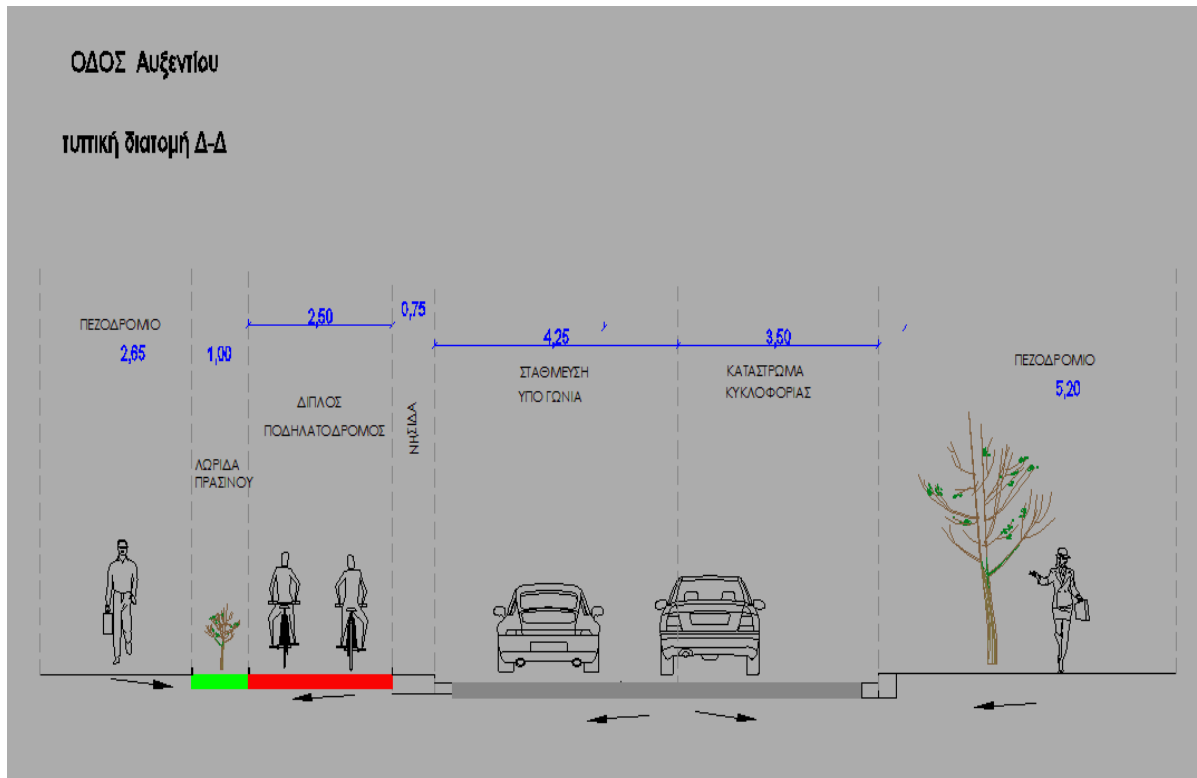 ΟΔΟΣ Αυξεντίου
τυπική διατομή Δ-Δ
ΠΕΖΟΔΡΟΜΙΟ
2,65
1,00
2,50
0,75
4,25
3,50
ΠΕΖΟΔΡΟΜΙΟ
5,20
ΣΤΑΘΜΕΥΣΗ
ΥΠΟ ΓΩΝΙΑ
ΚΑΤΑΣΤΡΩΜΑ
ΚΥΚΛΟΦΟΡΙΑΣ
ΔΙΠΛΟΣ
ΠΟΔΗΛΑΤΟΔΡΟΜΟΣ
ΝΗΣΙΔΑ
ΛΩΡΙΔΑ
ΠΡΑΣΙΝΟΥ